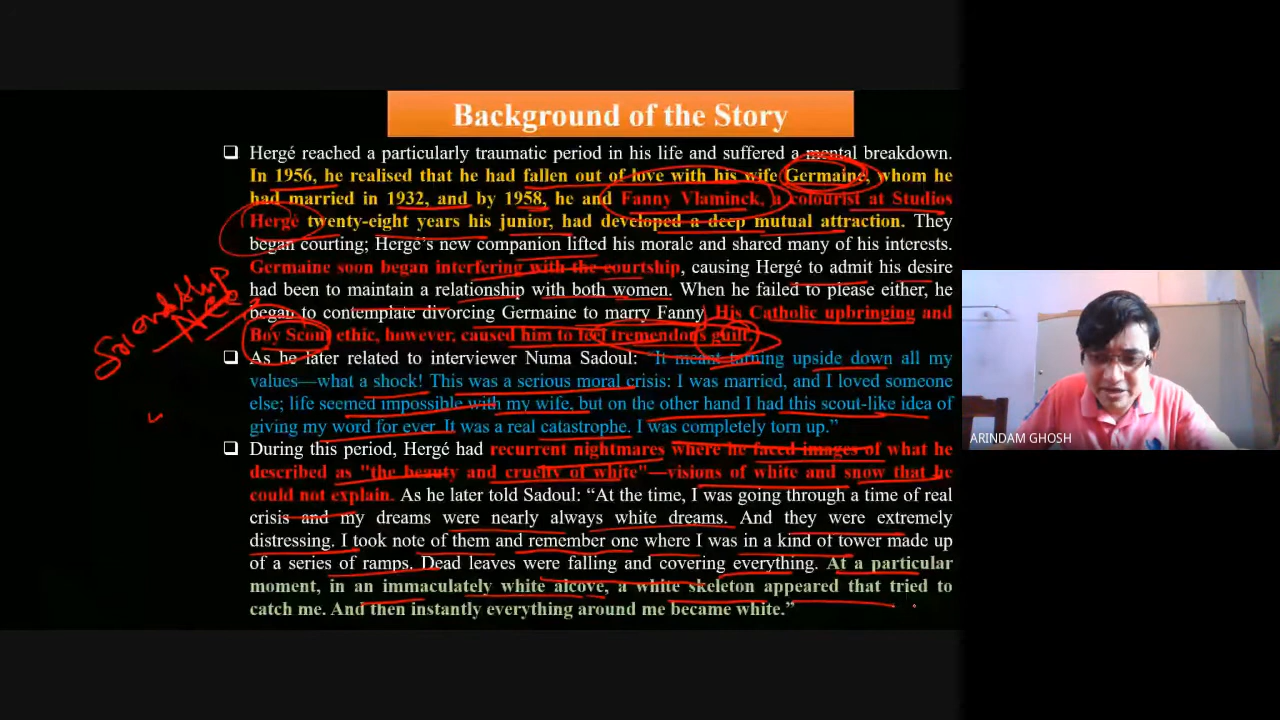 Background of the Story
❑ Hergé reached a particularly traumatic period in his life and suffered a mental breakdown.
In 1956, he realised that he had fallen out of love with his wife Germaine, whom he
had married in 1932, and by 1958, he and Fanny Vlaminck, a colourist at Studios
Hergé twenty-eight years his junior, had developed a deep mutual attraction. They
began courting; Hergé's new companion lifted his morale and shared many of his interests.
Germaine soon began interfering with the courtship, causing Hergé to admit his desire
had been to maintain a relationship with both women. When he failed to please either, he
began to contemplate divorcing Germaine to marry Fanny. His Catholic upbringing and
Boy Scout ethic, however, caused him to feel tremendous guilt.
❑ As he later related to interviewer Numa Sadoul: "It meant turning upside down all my
values—what a shock! This was a serious moral crisis: I was married, and I loved someone
else; life seemed impossible with my wife, but on the other hand I had this scout-like idea of
giving my word for ever. It was a real catastrophe. I was completely torn up.”
❑ During this period, Hergé had recurrent nightmares where he faced images of what he
described as "the beauty and cruelty of white"—visions of white and snow that he
could not explain. As he later told Sadoul: “At the time, I was going through a time of real
crisis and my dreams were nearly always white dreams. And they were extremely
distressing. I took note of them and remember one where I was in a kind of tower made up
of a series of ramps. Dead leaves were falling and covering everything. At a particular
moment, in an immaculately white alcove, a white skeleton appeared that tried to
catch me. And then instantly everything around me became white.”
ARINDAM GHOSH